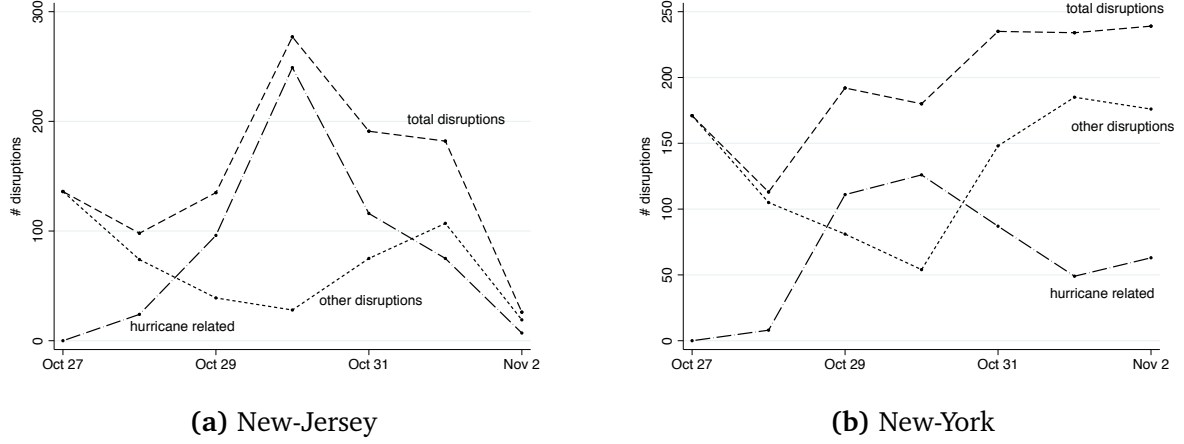 # disruptions
300
200
100
0
total disruptions
other disruptions
hurricane related
Oct 27
Oct 29
Oct 31
Nov 2
(a) New-Jersey
# disruptions
250
200
150
100
50
0
total disruptions
other disruptions
hurricane related
Oct 27
Oct 29
Oct 31
Nov 2
(b) New-York